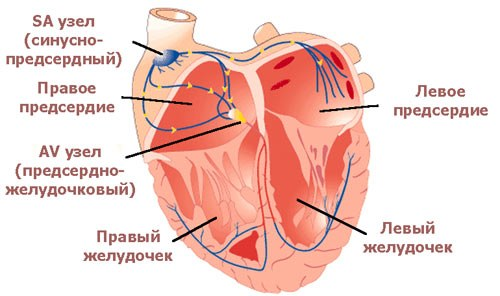 SA узел
(синусно-
предсердный)
Правое
предсердие
AV узел
(предсердно-
желудочковый)
Правый
желудочек
Левое
предсердие
Левый
желудочек